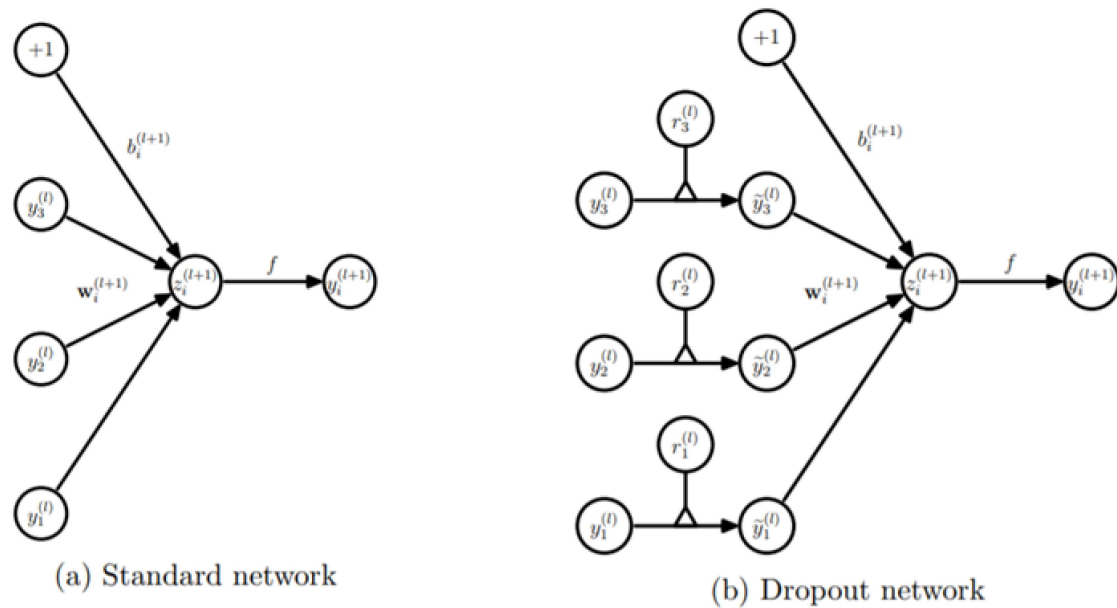 +1
b_i^{(l+1)}
y_3^{(l)}
w_i^{(l+1)}
z_i^{(l+1)}
f
y_i^{(l+1)}
y_2^{(l)}
y_1^{(l)}
(a) Standard network
+1
b_i^{(l+1)}
r_3^{(l)}
y_3^{(l)}
ỹ_3^{(l)}
r_2^{(l)}
w_i^{(l+1)}
z_i^{(l+1)}
f
y_i^{(l+1)}
y_2^{(l)}
ỹ_2^{(l)}
r_1^{(l)}
y_1^{(l)}
ỹ_1^{(l)}
(b) Dropout network